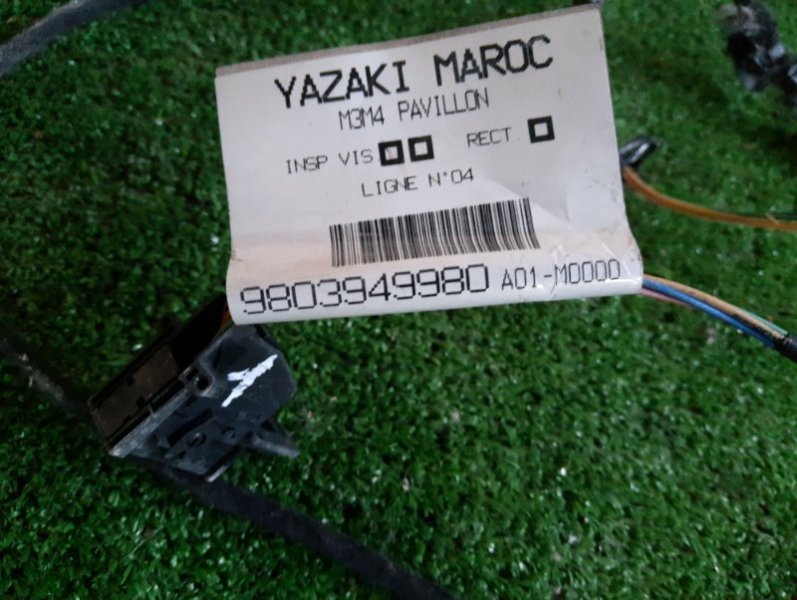 YAZAKI MAROC
M3M4 PAVILLON
INSP VIS RECT
LIGNE N°04
9803949980 A01-M0000